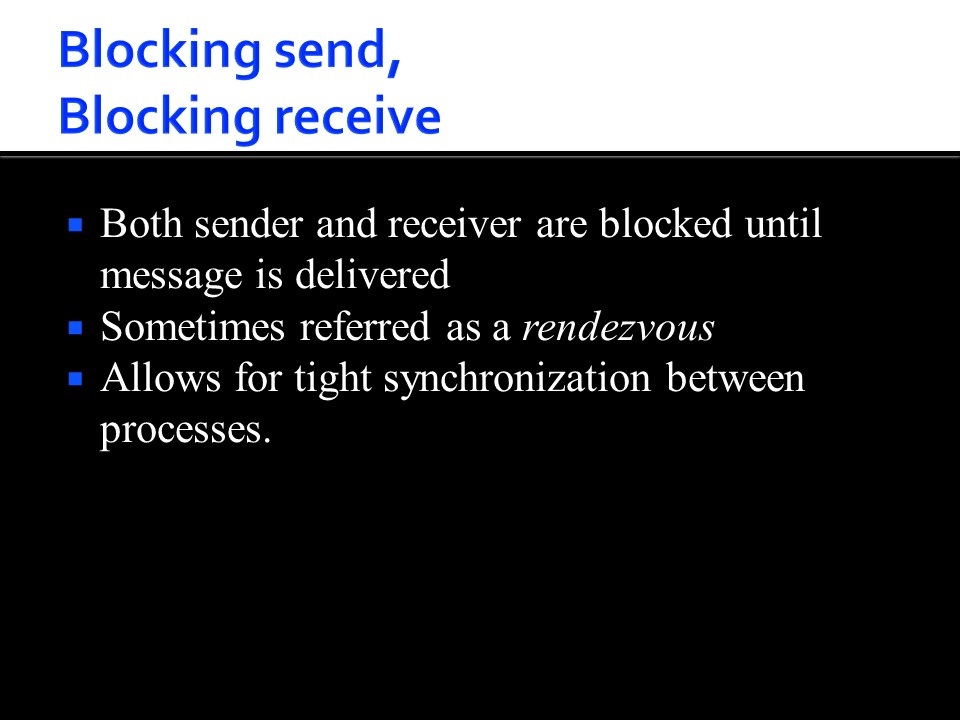 Blocking send,
Blocking receive
Both sender and receiver are blocked until
message is delivered
Sometimes referred as a rendezvous
Allows for tight synchronization between
processes.